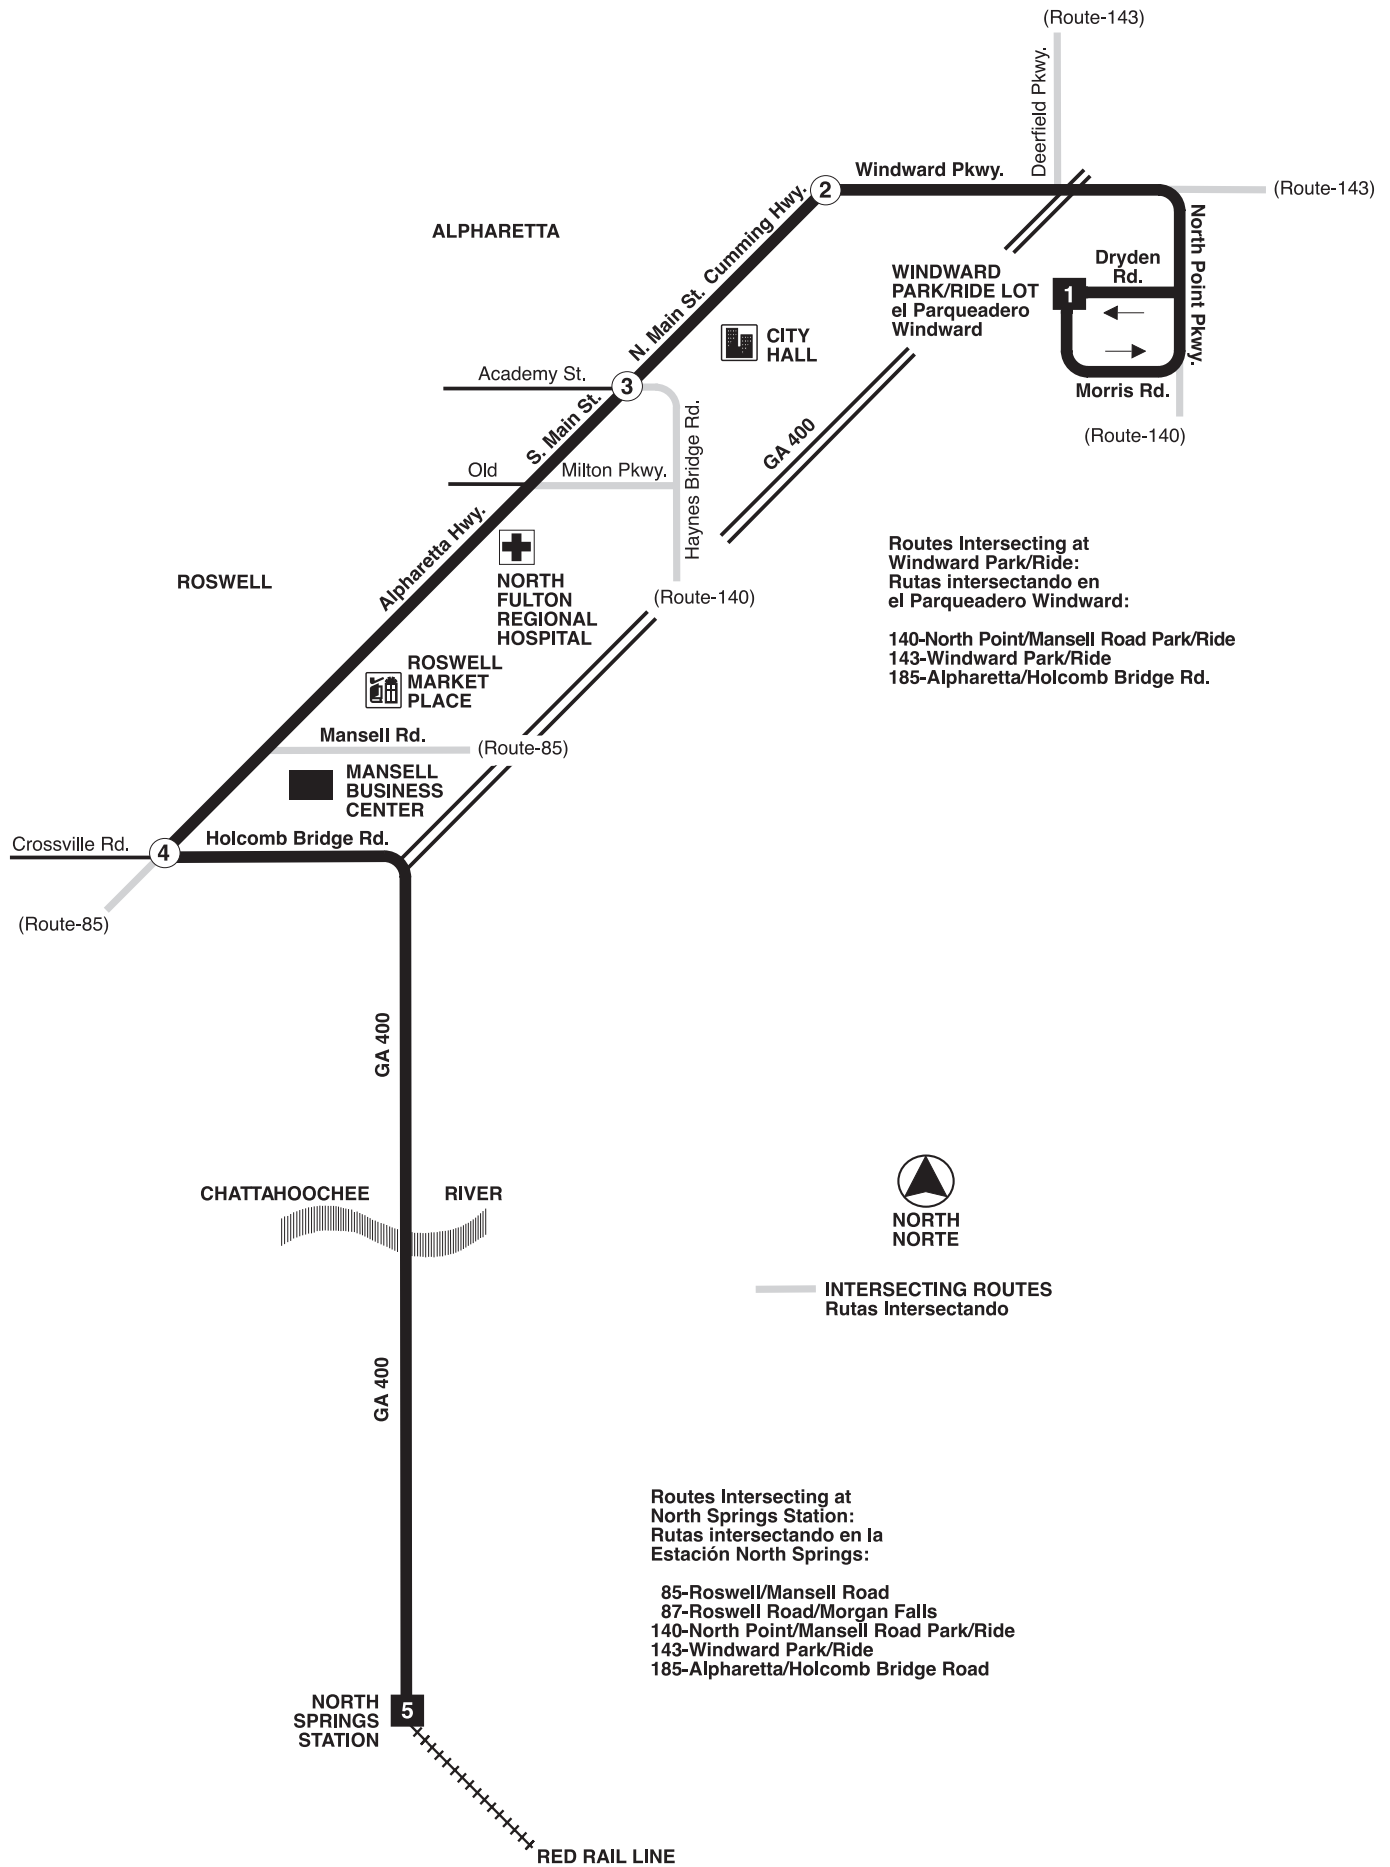 (Route-143)
Deerfield Pkwy.
Windward Pkwy.
2
(Route-143)
N. Main St. Cumming Hwy.
North Point Pkwy.
ALPHARETTA
Dryden
Rd.
WINDWARD
PARK/RIDE LOT
el Parqueadero
Windward
1
CITY
HALL
Academy St.
3
Morris Rd.
(Route-140)
S. Main St.
Haynes Bridge Rd.
GA 400
Old
Milton Pkwy.
Alpharetta Hwy.
Routes Intersecting at
Windward Park/Ride:
Rutas intersectando en
el Parqueadero Windward:
140-North Point/Mansell Road Park/Ride
143-Windward Park/Ride
185-Alpharetta/Holcomb Bridge Rd.
ROSWELL
NORTH
FULTON
REGIONAL
HOSPITAL
(Route-140)
ROSWELL
MARKET
PLACE
Mansell Rd.
(Route-85)
MANSELL
BUSINESS
CENTER
Crossville Rd.
4
Holcomb Bridge Rd.
(Route-85)
GA 400
CHATTAHOOCHEE RIVER
NORTH
NORTE
INTERSECTING ROUTES
Rutas Intersectando
GA 400
Routes Intersecting at
North Springs Station:
Rutas intersectando en la
Estación North Springs:
85-Roswell/Mansell Road
87-Roswell Road/Morgan Falls
140-North Point/Mansell Road Park/Ride
143-Windward Park/Ride
185-Alpharetta/Holcomb Bridge Road
NORTH
SPRINGS
STATION
5
RED RAIL LINE